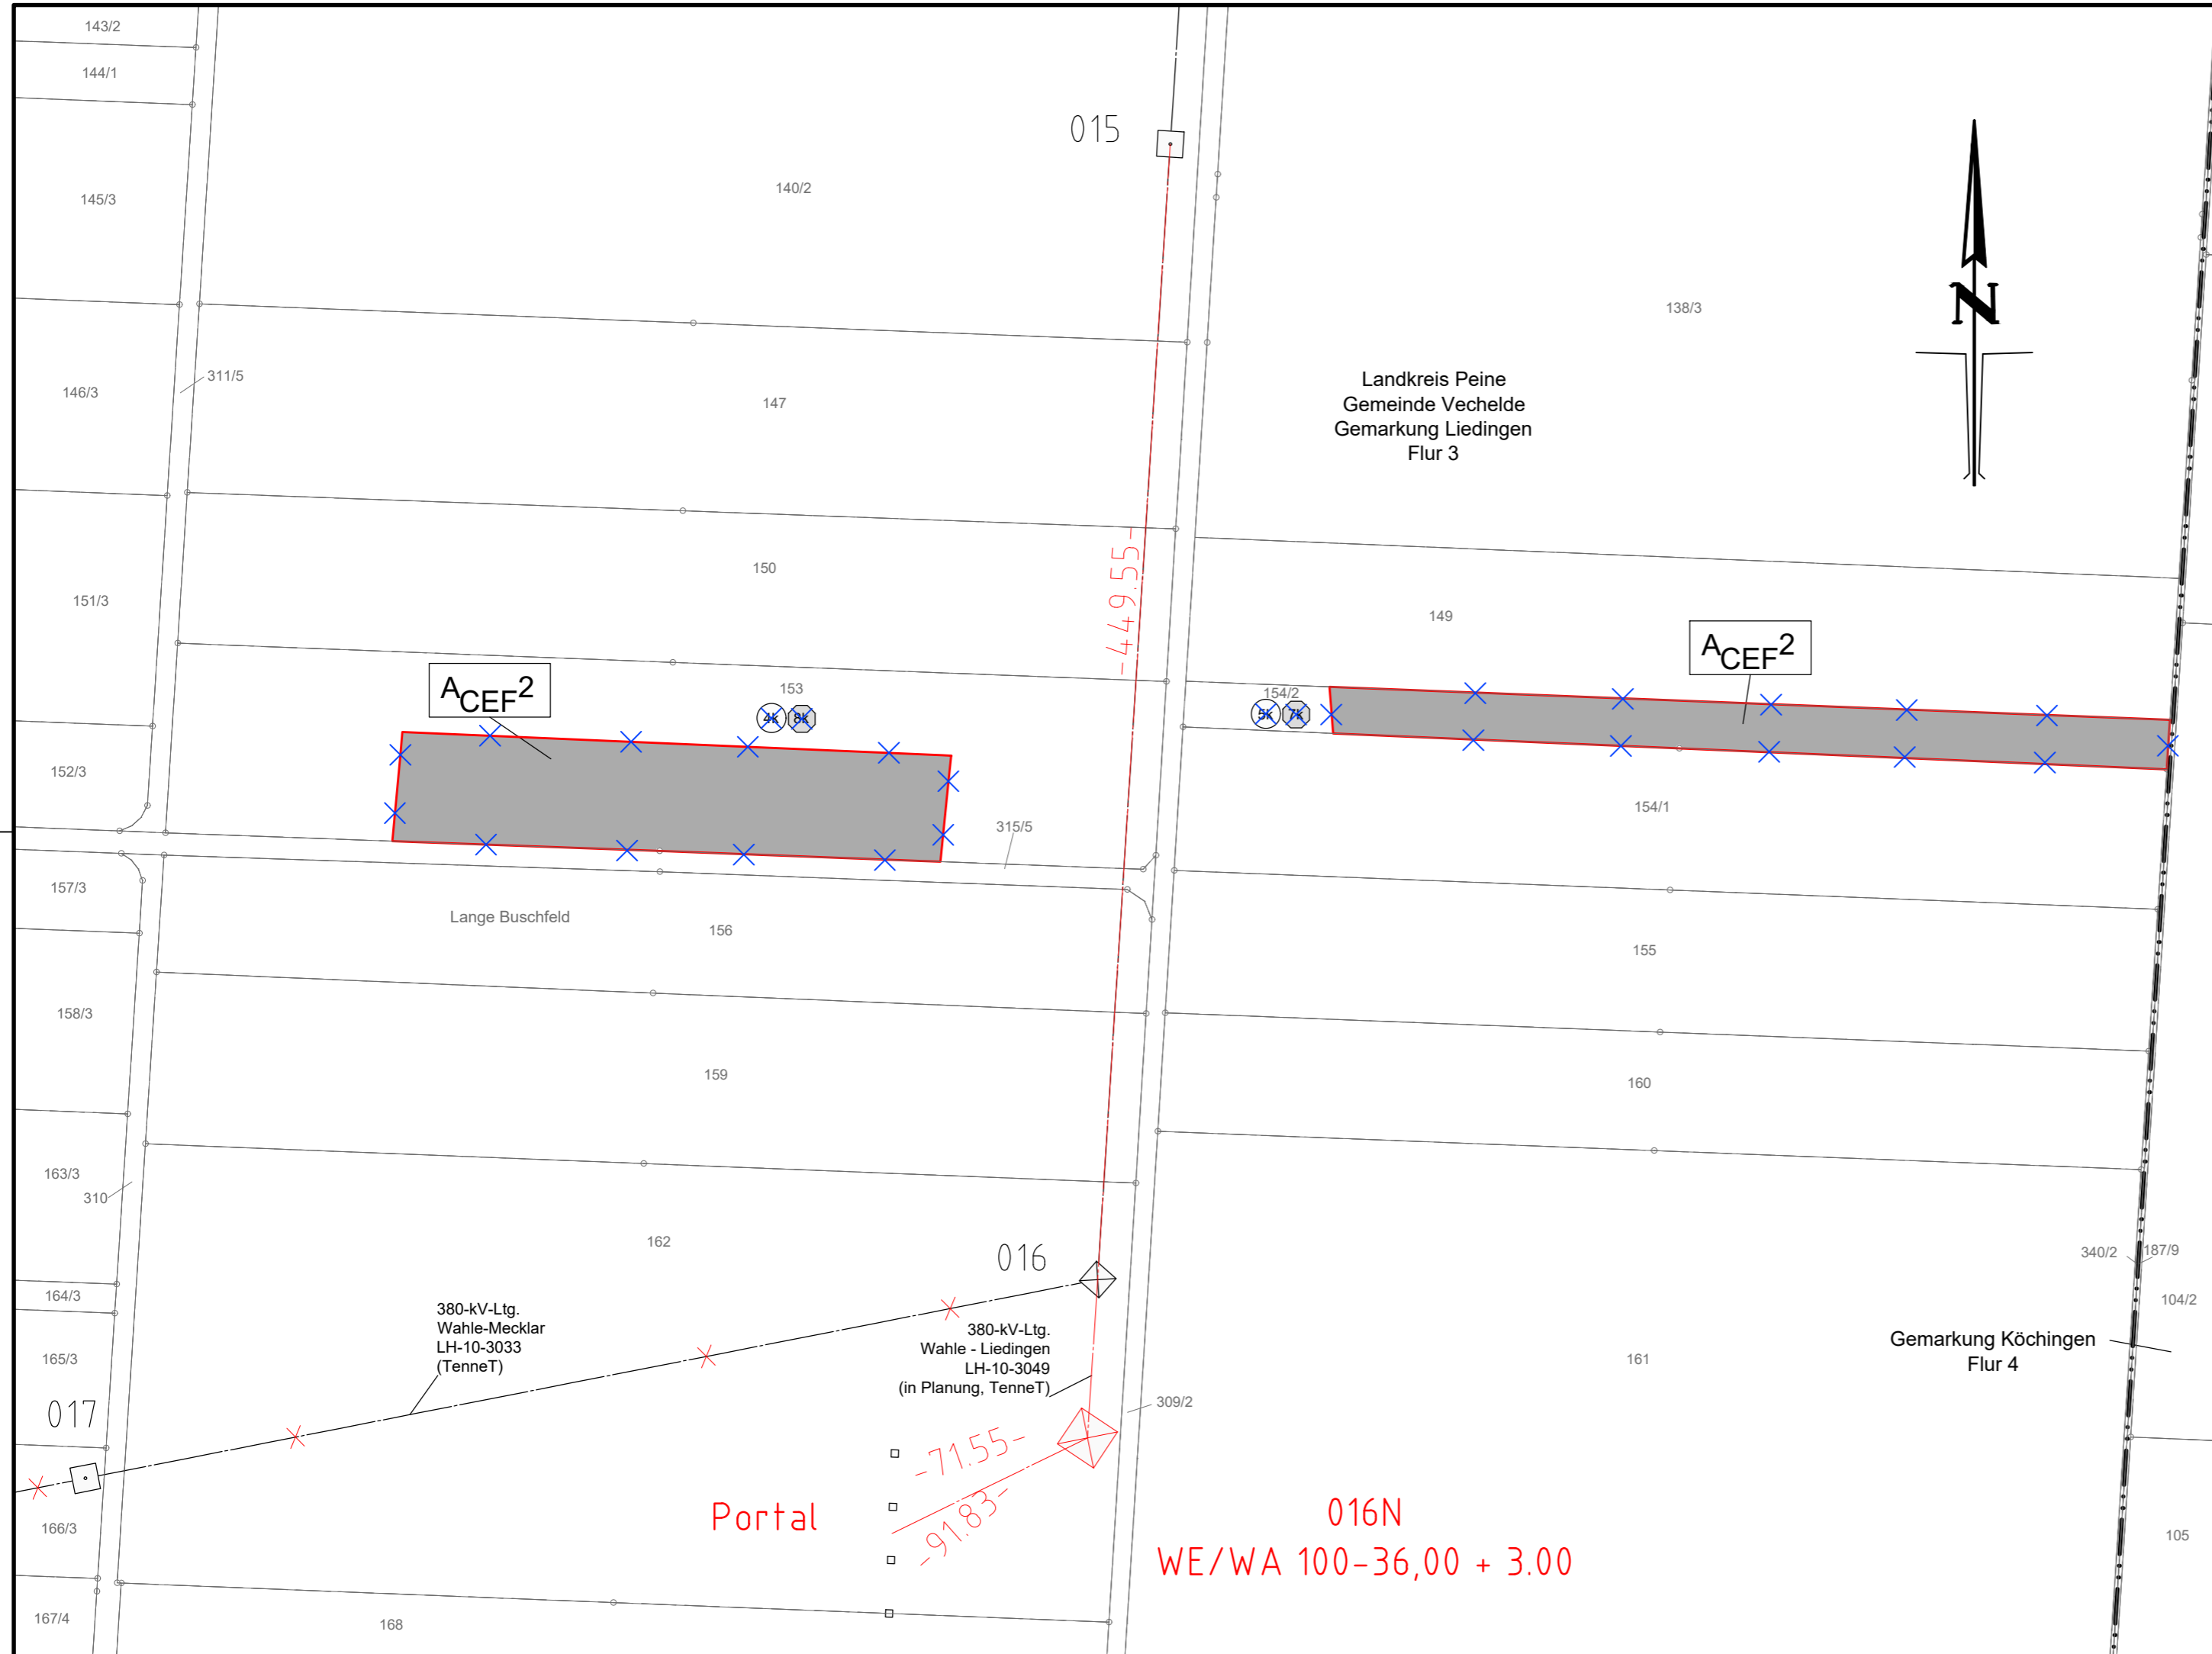 143/2
144/1
015
140/2
145/3
N
138/3
311/5
146/3
147
Landkreis Peine
Gemeinde Vechelde
Gemarkung Liedingen
Flur 3
-449.55-
150
151/3
149
ACEF2
ACEF2
153
154/2
4k
8k
5k
7k
152/3
154/1
315/5
157/3
Lange Buschfeld
156
155
158/3
159
160
163/3
310
162
016
340/2
187/9
164/3
104/2
380-kV-Ltg.
Wahle-Mecklar
LH-10-3033
(TenneT)
380-kV-Ltg.
Wahle - Liedingen
LH-10-3049
(in Planung, TenneT)
165/3
161
Gemarkung Köchingen
Flur 4
017
309/2
-71.55-
-91.83-
Portal
016N
WE/WA 100-36,00 + 3.00
166/3
105
167/4
168